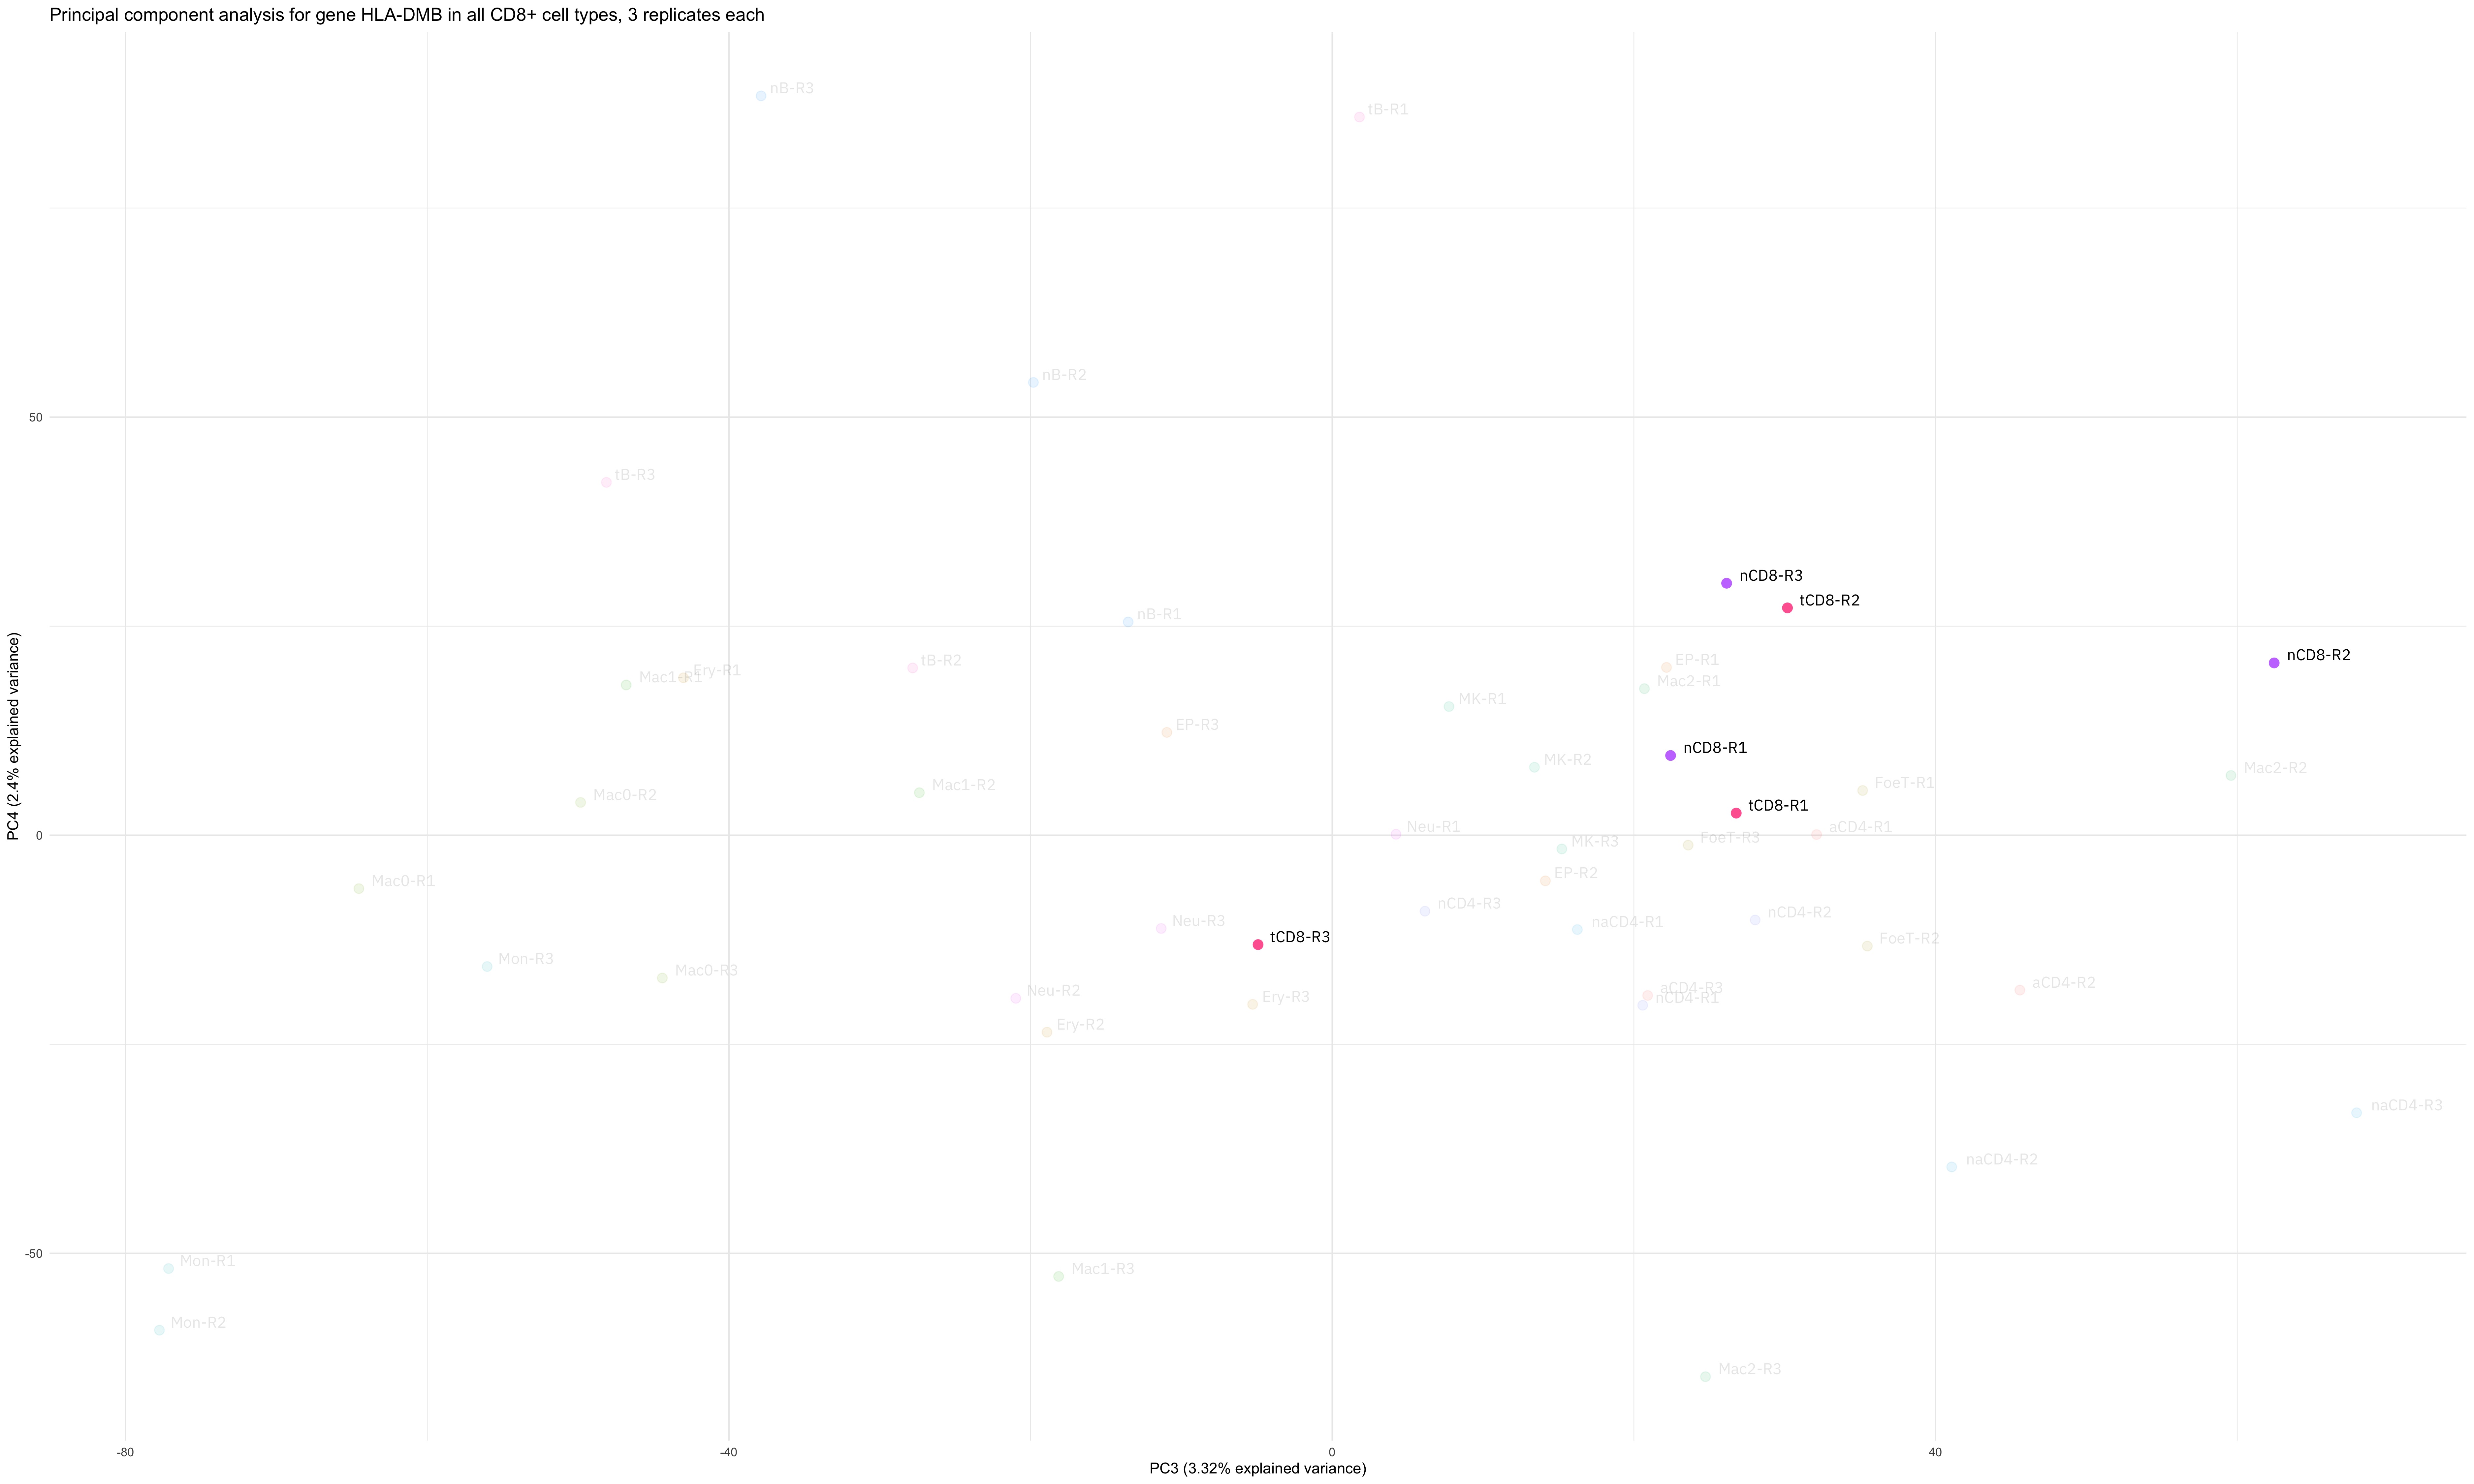 Principal component analysis for gene HLA-DMB in all CD8+ cell types, 3 replicates each
nB-R3
tB-R1
nB-R2
50
tB-R3
nCD8-R3
tCD8-R2
nB-R1
nCD8-R2
tB-R2
EP-R1
Ery-R1
Mac1-R1
Mac2-R1
MK-R1
EP-R3
nCD8-R1
MK-R2
Mac2-R2
Mac1-R2
FoeT-R1
Mac0-R2
tCD8-R1
0
Neu-R1
aCD4-R1
FoeT-R3
MK-R3
EP-R2
Mac0-R1
nCD4-R3
nCD4-R2
Neu-R3
naCD4-R1
tCD8-R3
FoeT-R2
Mon-R3
Mac0-R3
aCD4-R2
aCD4-R3
Neu-R2
Ery-R3
nCD4-R1
Ery-R2
naCD4-R3
naCD4-R2
-50
Mon-R1
Mac1-R3
Mon-R2
Mac2-R3
-80
-40
0
40
PC3 (3.32% explained variance)
PC4 (2.4% explained variance)